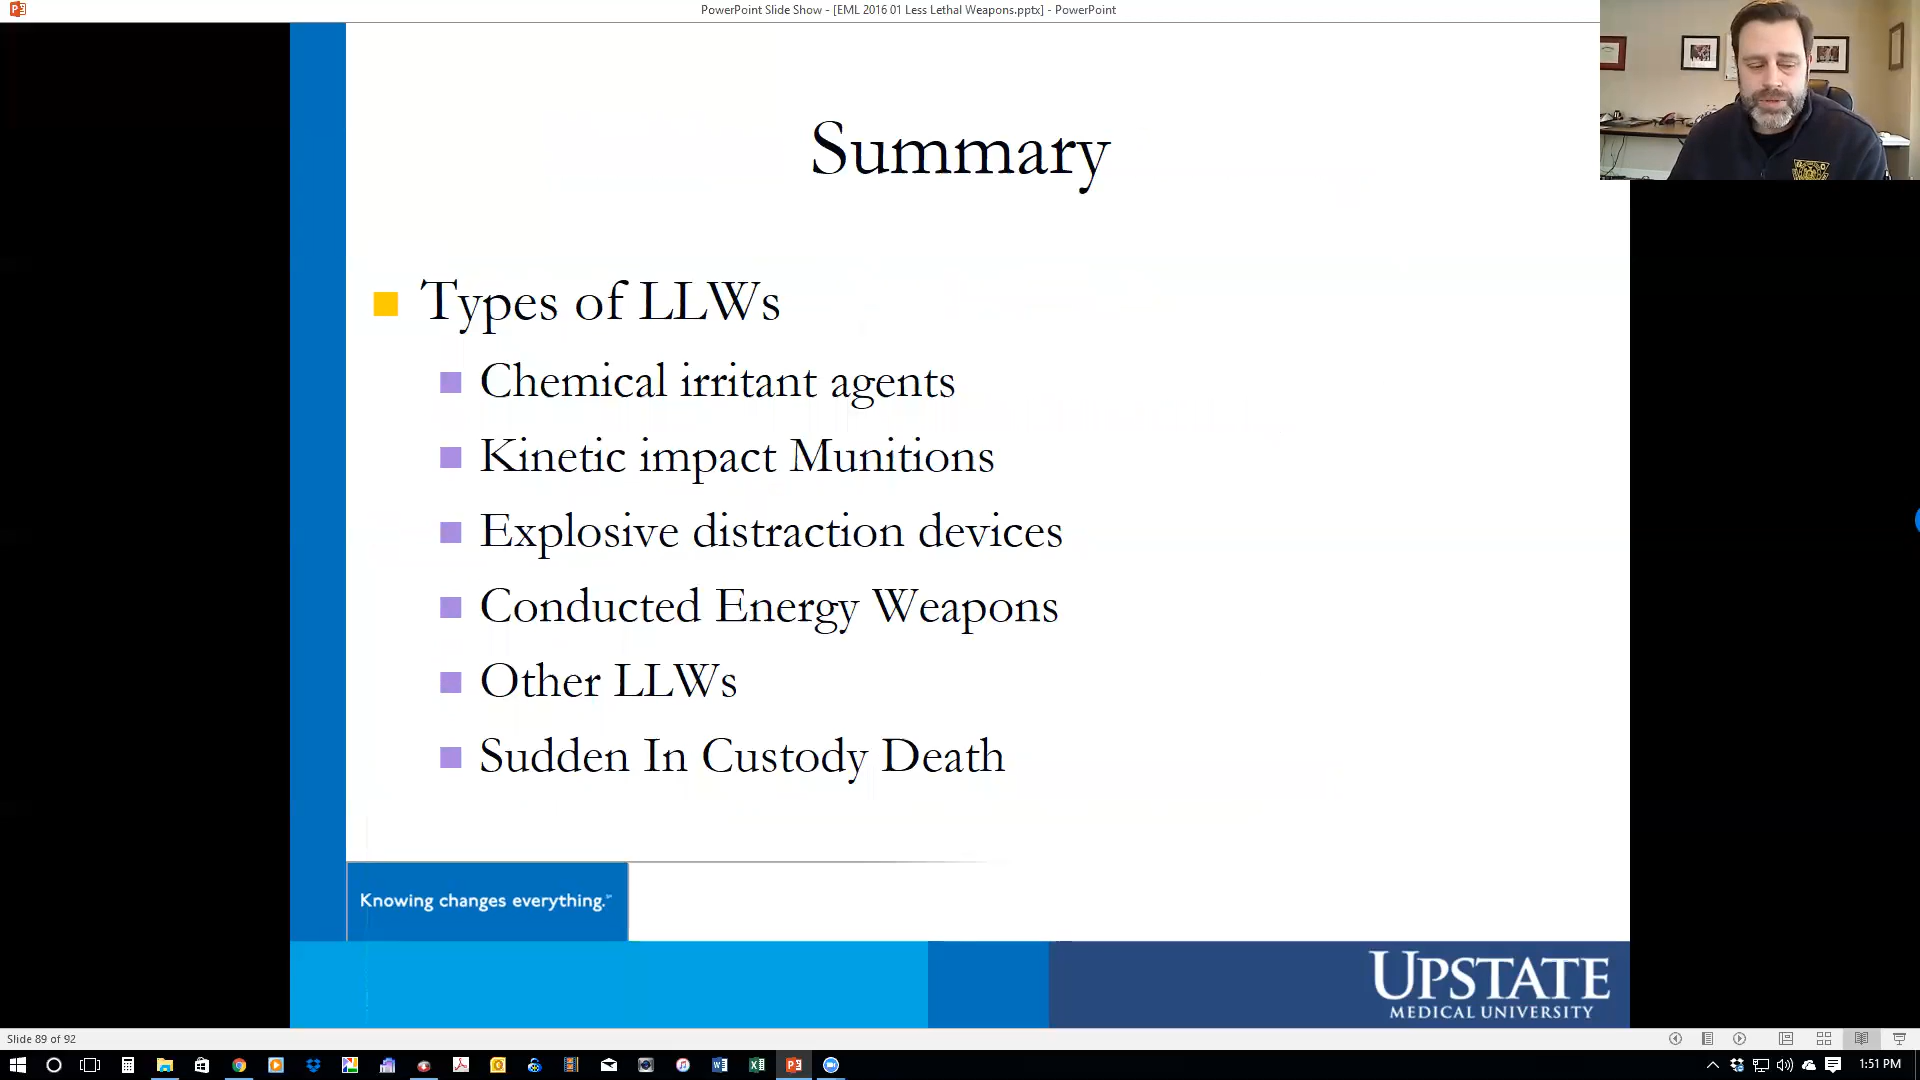 PowerPoint Slide Show - [EML 2016 01 Less Lethal Weapons.pptx] - PowerPoint
Summary
Types of LLWs
Chemical irritant agents
Kinetic impact Munitions
Explosive distraction devices
Conducted Energy Weapons
Other LLWs
Sudden In Custody Death
Knowing changes everything.
UPSTATE
MEDICAL UNIVERSITY
Slide 89 of 92
1:51 PM